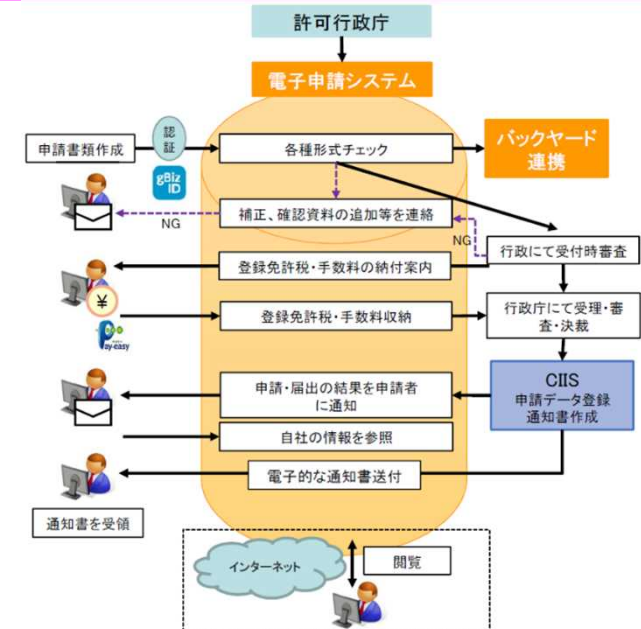 許可行政庁
電子申請システム
認
証
申請書類作成
各種形式チェック
バックヤード
連携
gBiz
ID
補正、確認資料の追加等を連絡
NG
NG
行政にて受付時審査
登録免許税・手数料の納付案内
¥
登録免許税・手数料収納
行政庁にて受理・審
査・決裁
Pay-easy
CIIS
申請データ登録
通知書作成
申請・届出の結果を申請者
に通知
自社の情報を参照
電子的な通知書送付
通知書を受領
インターネット
閲覧